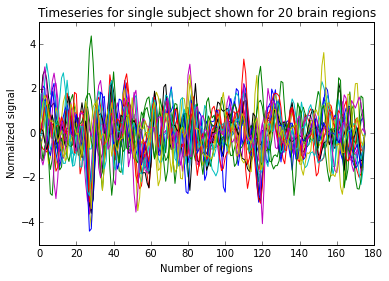 Timeseries for single subject shown for 20 brain regions
Normalized signal
4
2
0
−2
−4
0 20 40 60 80 100 120 140 160 180
Number of regions